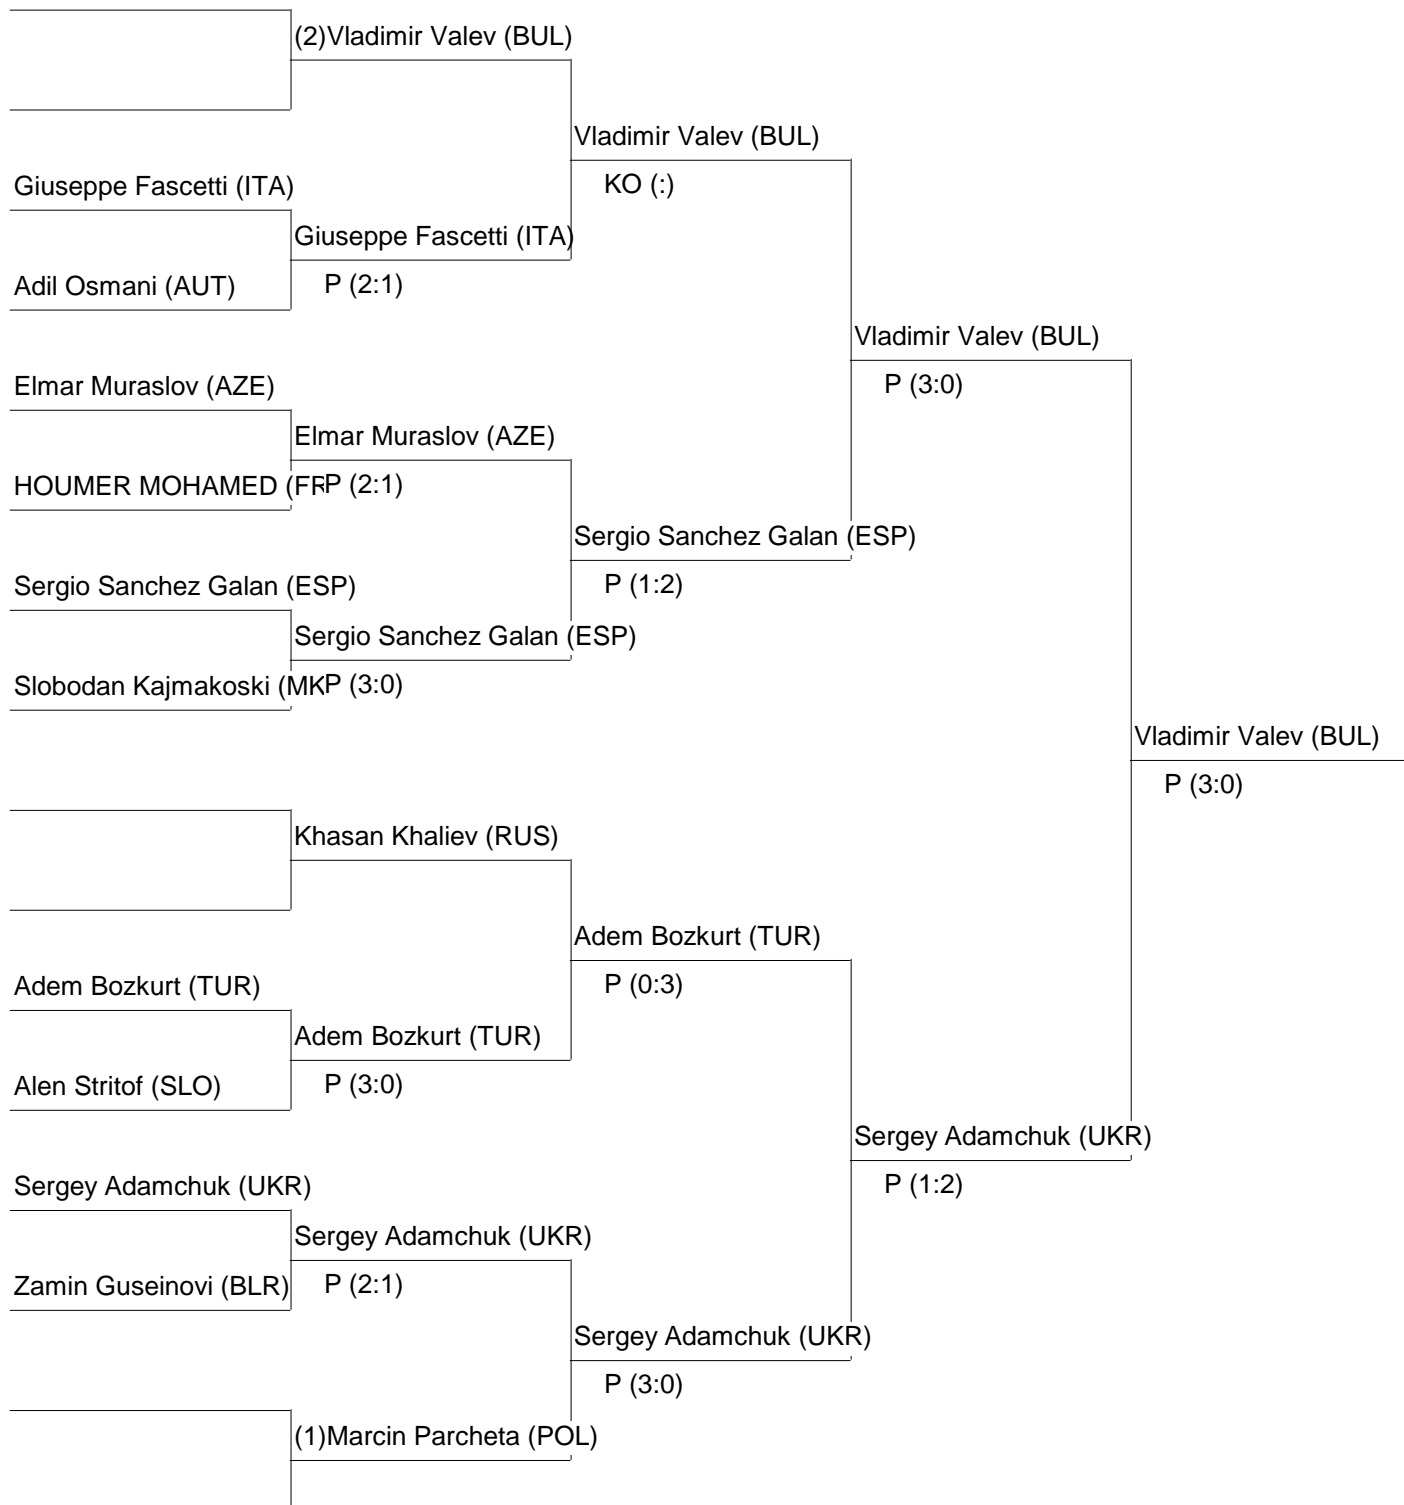 (2)Vladimir Valev (BUL)
Vladimir Valev (BUL)
KO (:)
Giuseppe Fascetti (ITA)
Giuseppe Fascetti (ITA)
P (2:1)
Adil Osmani (AUT)
Vladimir Valev (BUL)
P (3:0)
Elmar Muraslov (AZE)
Elmar Muraslov (AZE)
HOUMER MOHAMED (FR
P (2:1)
Sergio Sanchez Galan (ESP)
P (1:2)
Sergio Sanchez Galan (ESP)
Sergio Sanchez Galan (ESP)
Slobodan Kajmakoski (MK
P (3:0)
Vladimir Valev (BUL)
P (3:0)
Khasan Khaliev (RUS)
Adem Bozkurt (TUR)
P (0:3)
Adem Bozkurt (TUR)
Adem Bozkurt (TUR)
P (3:0)
Alen Stritof (SLO)
Sergey Adamchuk (UKR)
P (1:2)
Sergey Adamchuk (UKR)
Sergey Adamchuk (UKR)
Zamin Guseinovi (BLR)
P (2:1)
Sergey Adamchuk (UKR)
P (3:0)
(1)Marcin Parcheta (POL)